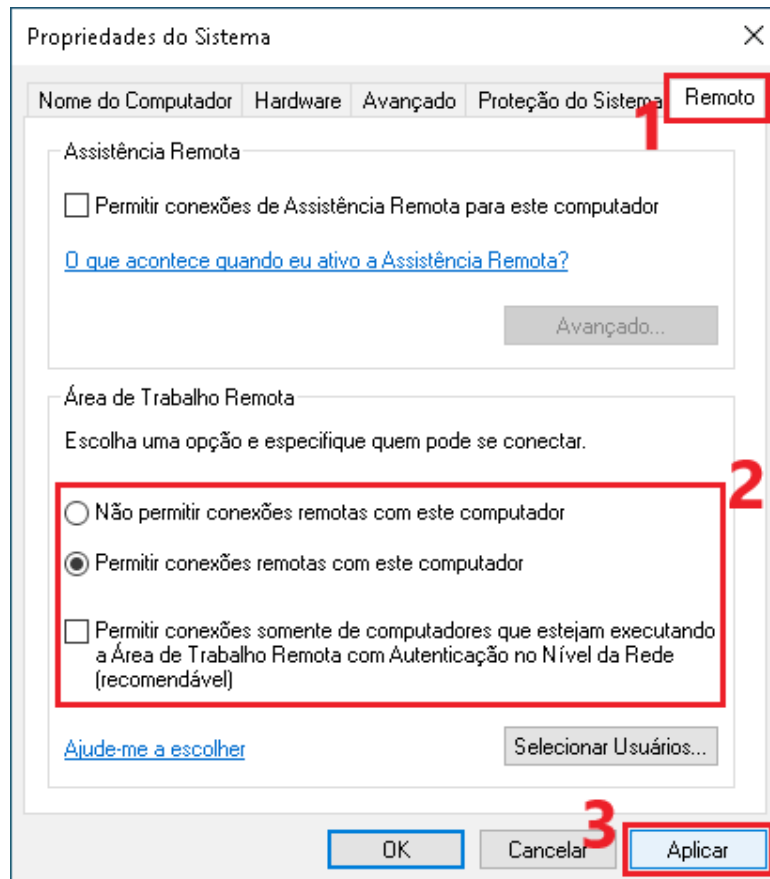 Propriedades do Sistema
Nome do Computador Hardware Avançado Proteção do Sistema Remoto
1
Assistência Remota
Permitir conexões de Assistência Remota para este computador
O que acontece quando eu ativo a Assistência Remota?
Avançado...
Área de Trabalho Remota
Escolha uma opção e especifique quem pode se conectar.
2
Não permitir conexões remotas com este computador
Permitir conexões remotas com este computador
Permitir conexões somente de computadores que estejam executando
a Área de Trabalho Remota com Autenticação no Nível da Rede
(recomendável)
Ajude-me a escolher Selecionar Usuários...
3
OK Cancelar Aplicar